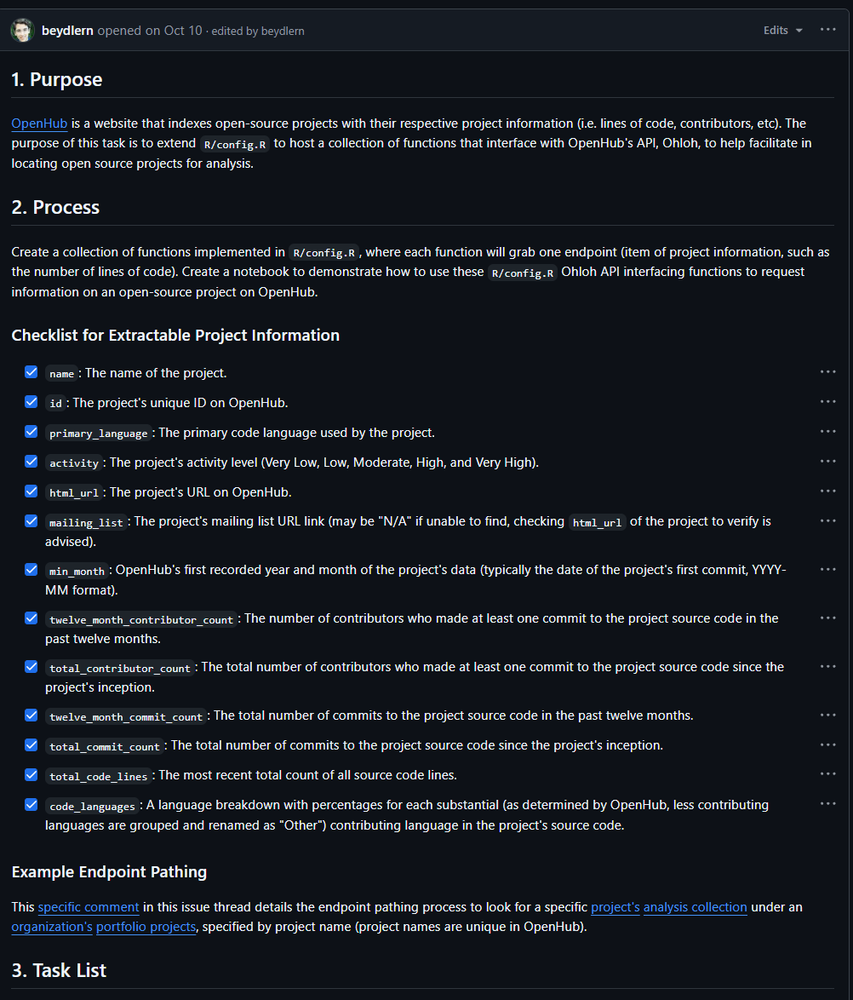 beydlern opened on Oct 10 · edited by beydlern
Edits
1. Purpose
OpenHub is a website that indexes open-source projects with their respective project information (i.e. lines of code, contributors, etc). The
purpose of this task is to extend R/config.R to host a collection of functions that interface with OpenHub's API, Ohloh, to help facilitate in
locating open source projects for analysis.
2. Process
Create a collection of functions implemented in R/config.R, where each function will grab one endpoint (item of project information, such as
the number of lines of code). Create a notebook to demonstrate how to use these R/config.R Ohloh API interfacing functions to request
information on an open-source project on OpenHub.
Checklist for Extractable Project Information
name: The name of the project.
id: The project's unique ID on OpenHub.
primary_language: The primary code language used by the project.
activity: The project's activity level (Very Low, Low, Moderate, High, and Very High).
html_url: The project's URL on OpenHub.
mailing_list: The project's mailing list URL link (may be "N/A" if unable to find, checking html_url of the project to verify is
advised).
min_month: OpenHub's first recorded year and month of the project's data (typically the date of the project's first commit, YYYY-
MM format).
twelve_month_contributor_count: The number of contributors who made at least one commit to the project source code in the
past twelve months.
total_contributor_count: The total number of contributors who made at least one commit to the project source code since the
project's inception.
twelve_month_commit_count: The total number of commits to the project source code in the past twelve months.
total_commit_count: The total number of commits to the project source code since the project's inception.
total_code_lines: The most recent total count of all source code lines.
code_languages: A language breakdown with percentages for each substantial (as determined by OpenHub, less contributing
languages are grouped and renamed as "Other") contributing language in the project's source code.
Example Endpoint Pathing
This specific comment in this issue thread details the endpoint pathing process to look for a specific project's analysis collection under an
organization's portfolio projects, specified by project name (project names are unique in OpenHub).
3. Task List